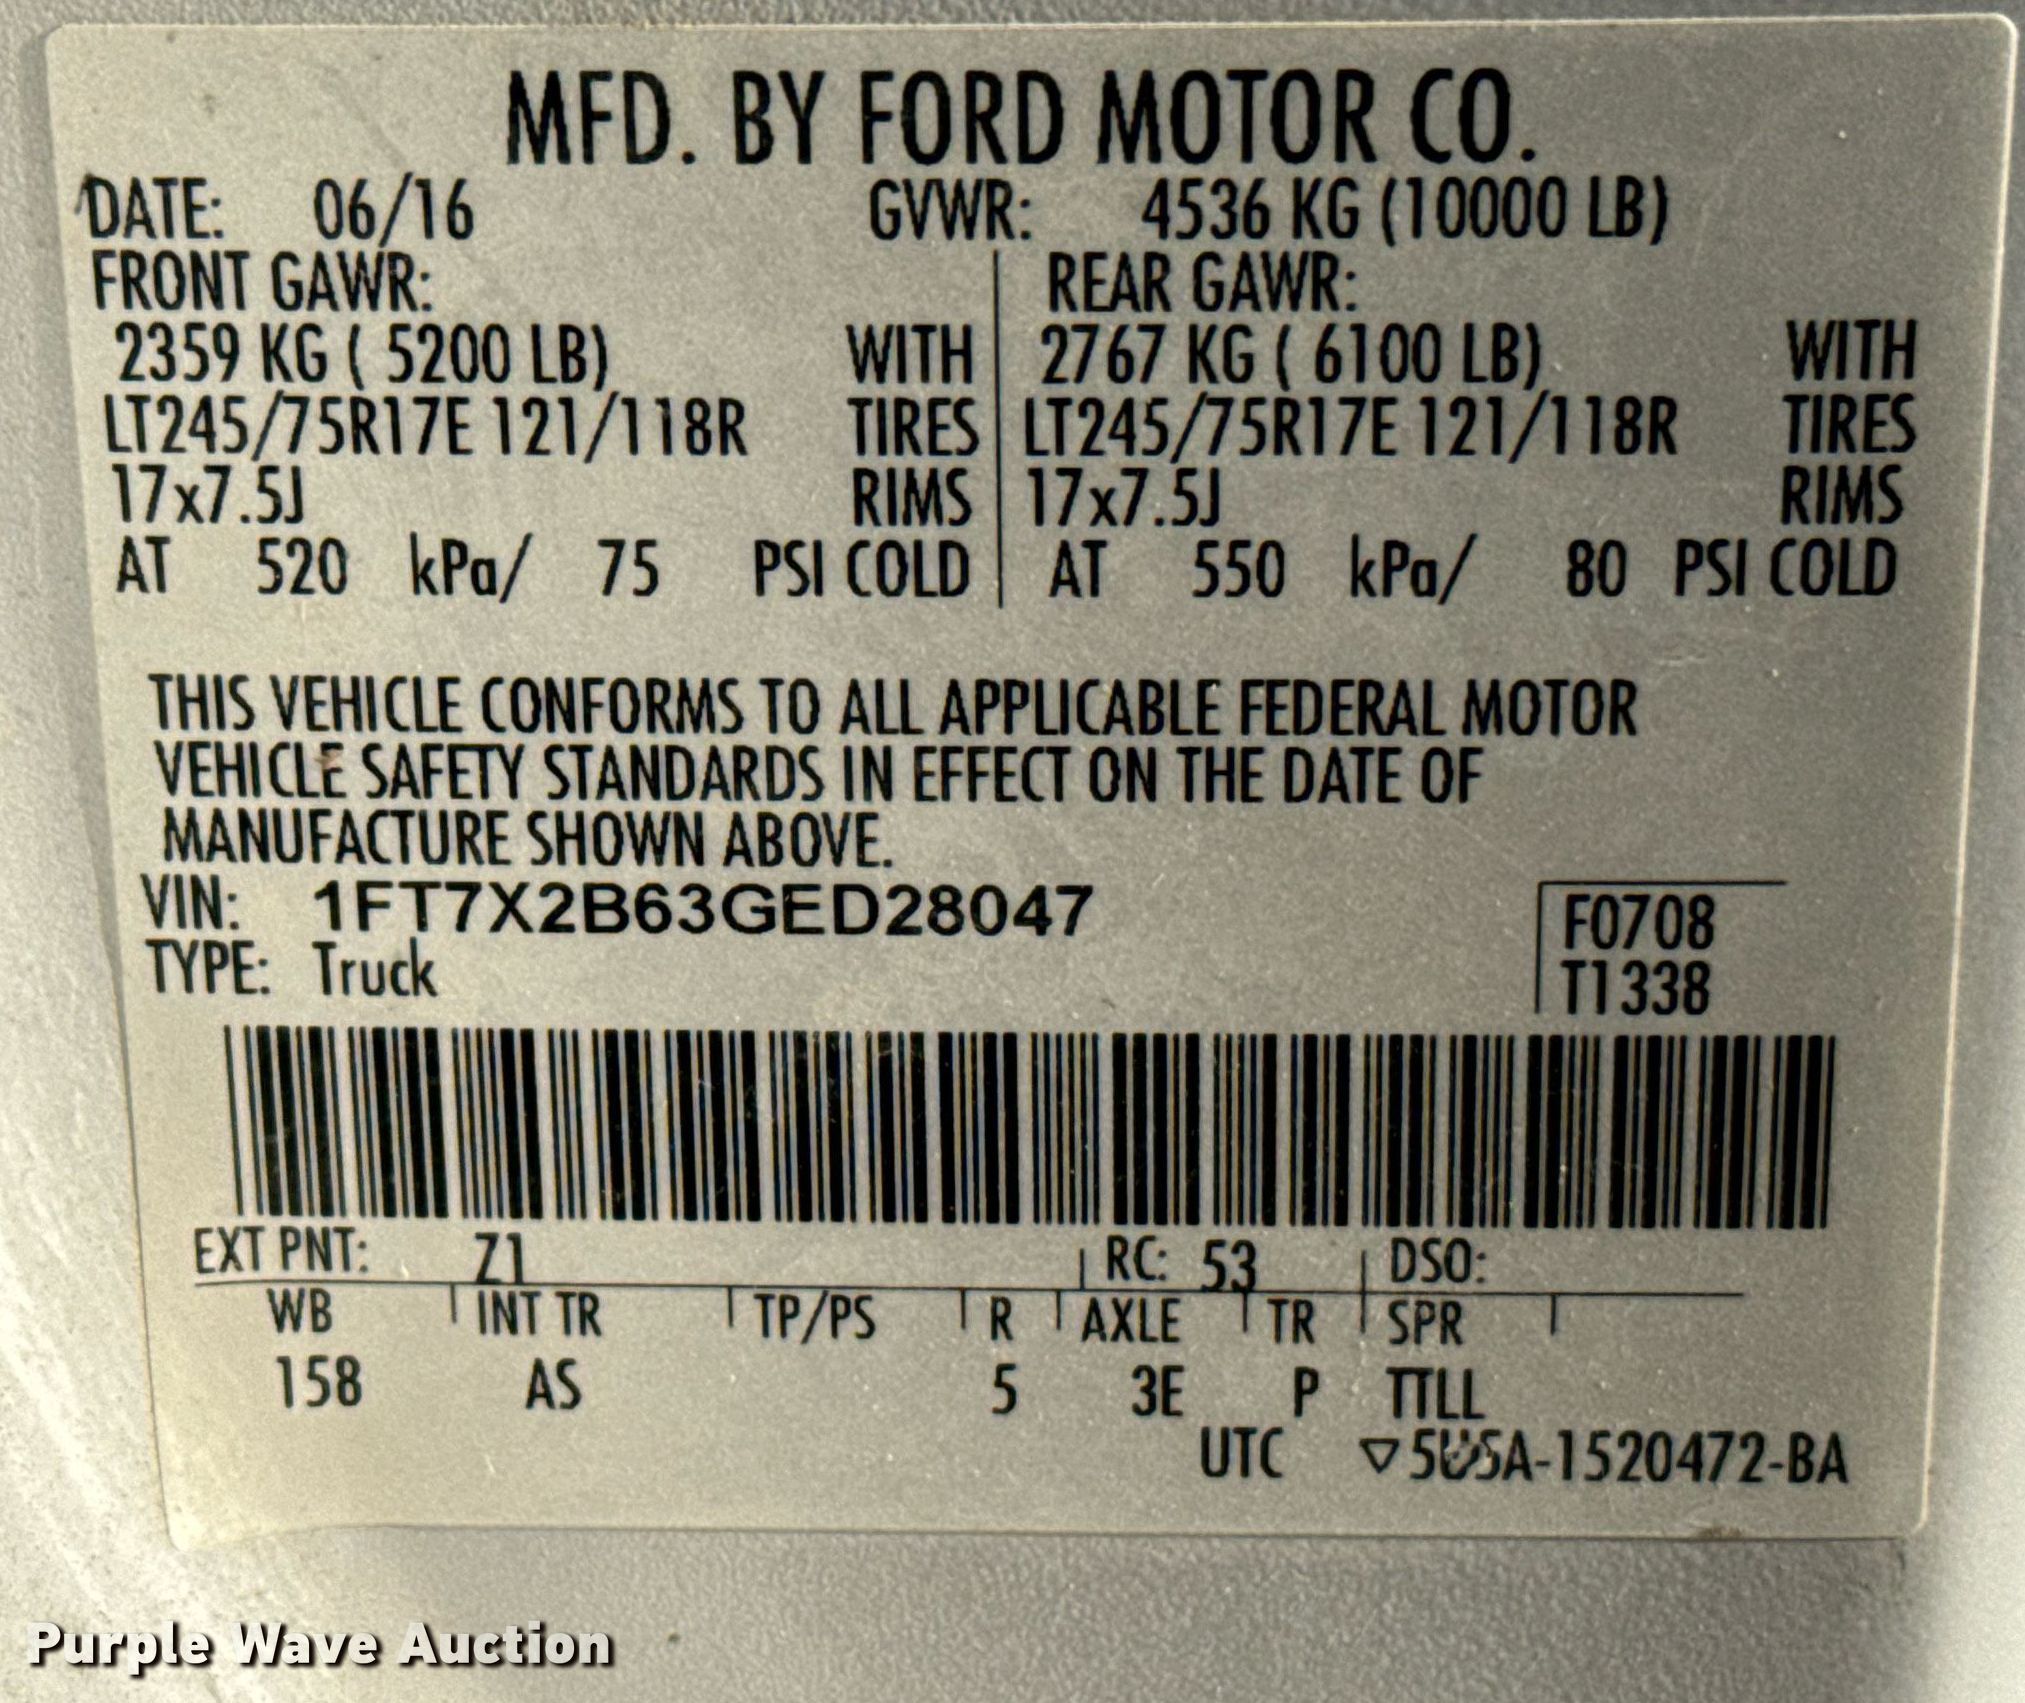 MFD. BY FORD MOTOR CO.
DATE: 06/16 GVWR: 4536 KG (10000 LB)
FRONT GAWR: REAR GAWR:
2359 KG ( 5200 LB) WITH 2767 KG ( 6100 LB) WITH
LT245/75R17E 121/118R TIRES LT245/75R17E 121/118R TIRES
17x7.5J RIMS 17x7.5J RIMS
AT 520 kPa/ 75 PSI COLD AT 550 kPa/ 80 PSI COLD
THIS VEHICLE CONFORMS TO ALL APPLICABLE FEDERAL MOTOR
VEHICLE SAFETY STANDARDS IN EFFECT ON THE DATE OF
MANUFACTURE SHOWN ABOVE.
VIN: 1FT7X2B63GED28047 F0708
TYPE: Truck T1338
EXT PNT: Z1 RC: 53 DSO:
WB INT TR TP/PS R AXLE TR SPR
158 AS 5 3E P TTLL
UTC ▽5U5A-1520472-BA
Purple Wave Auction